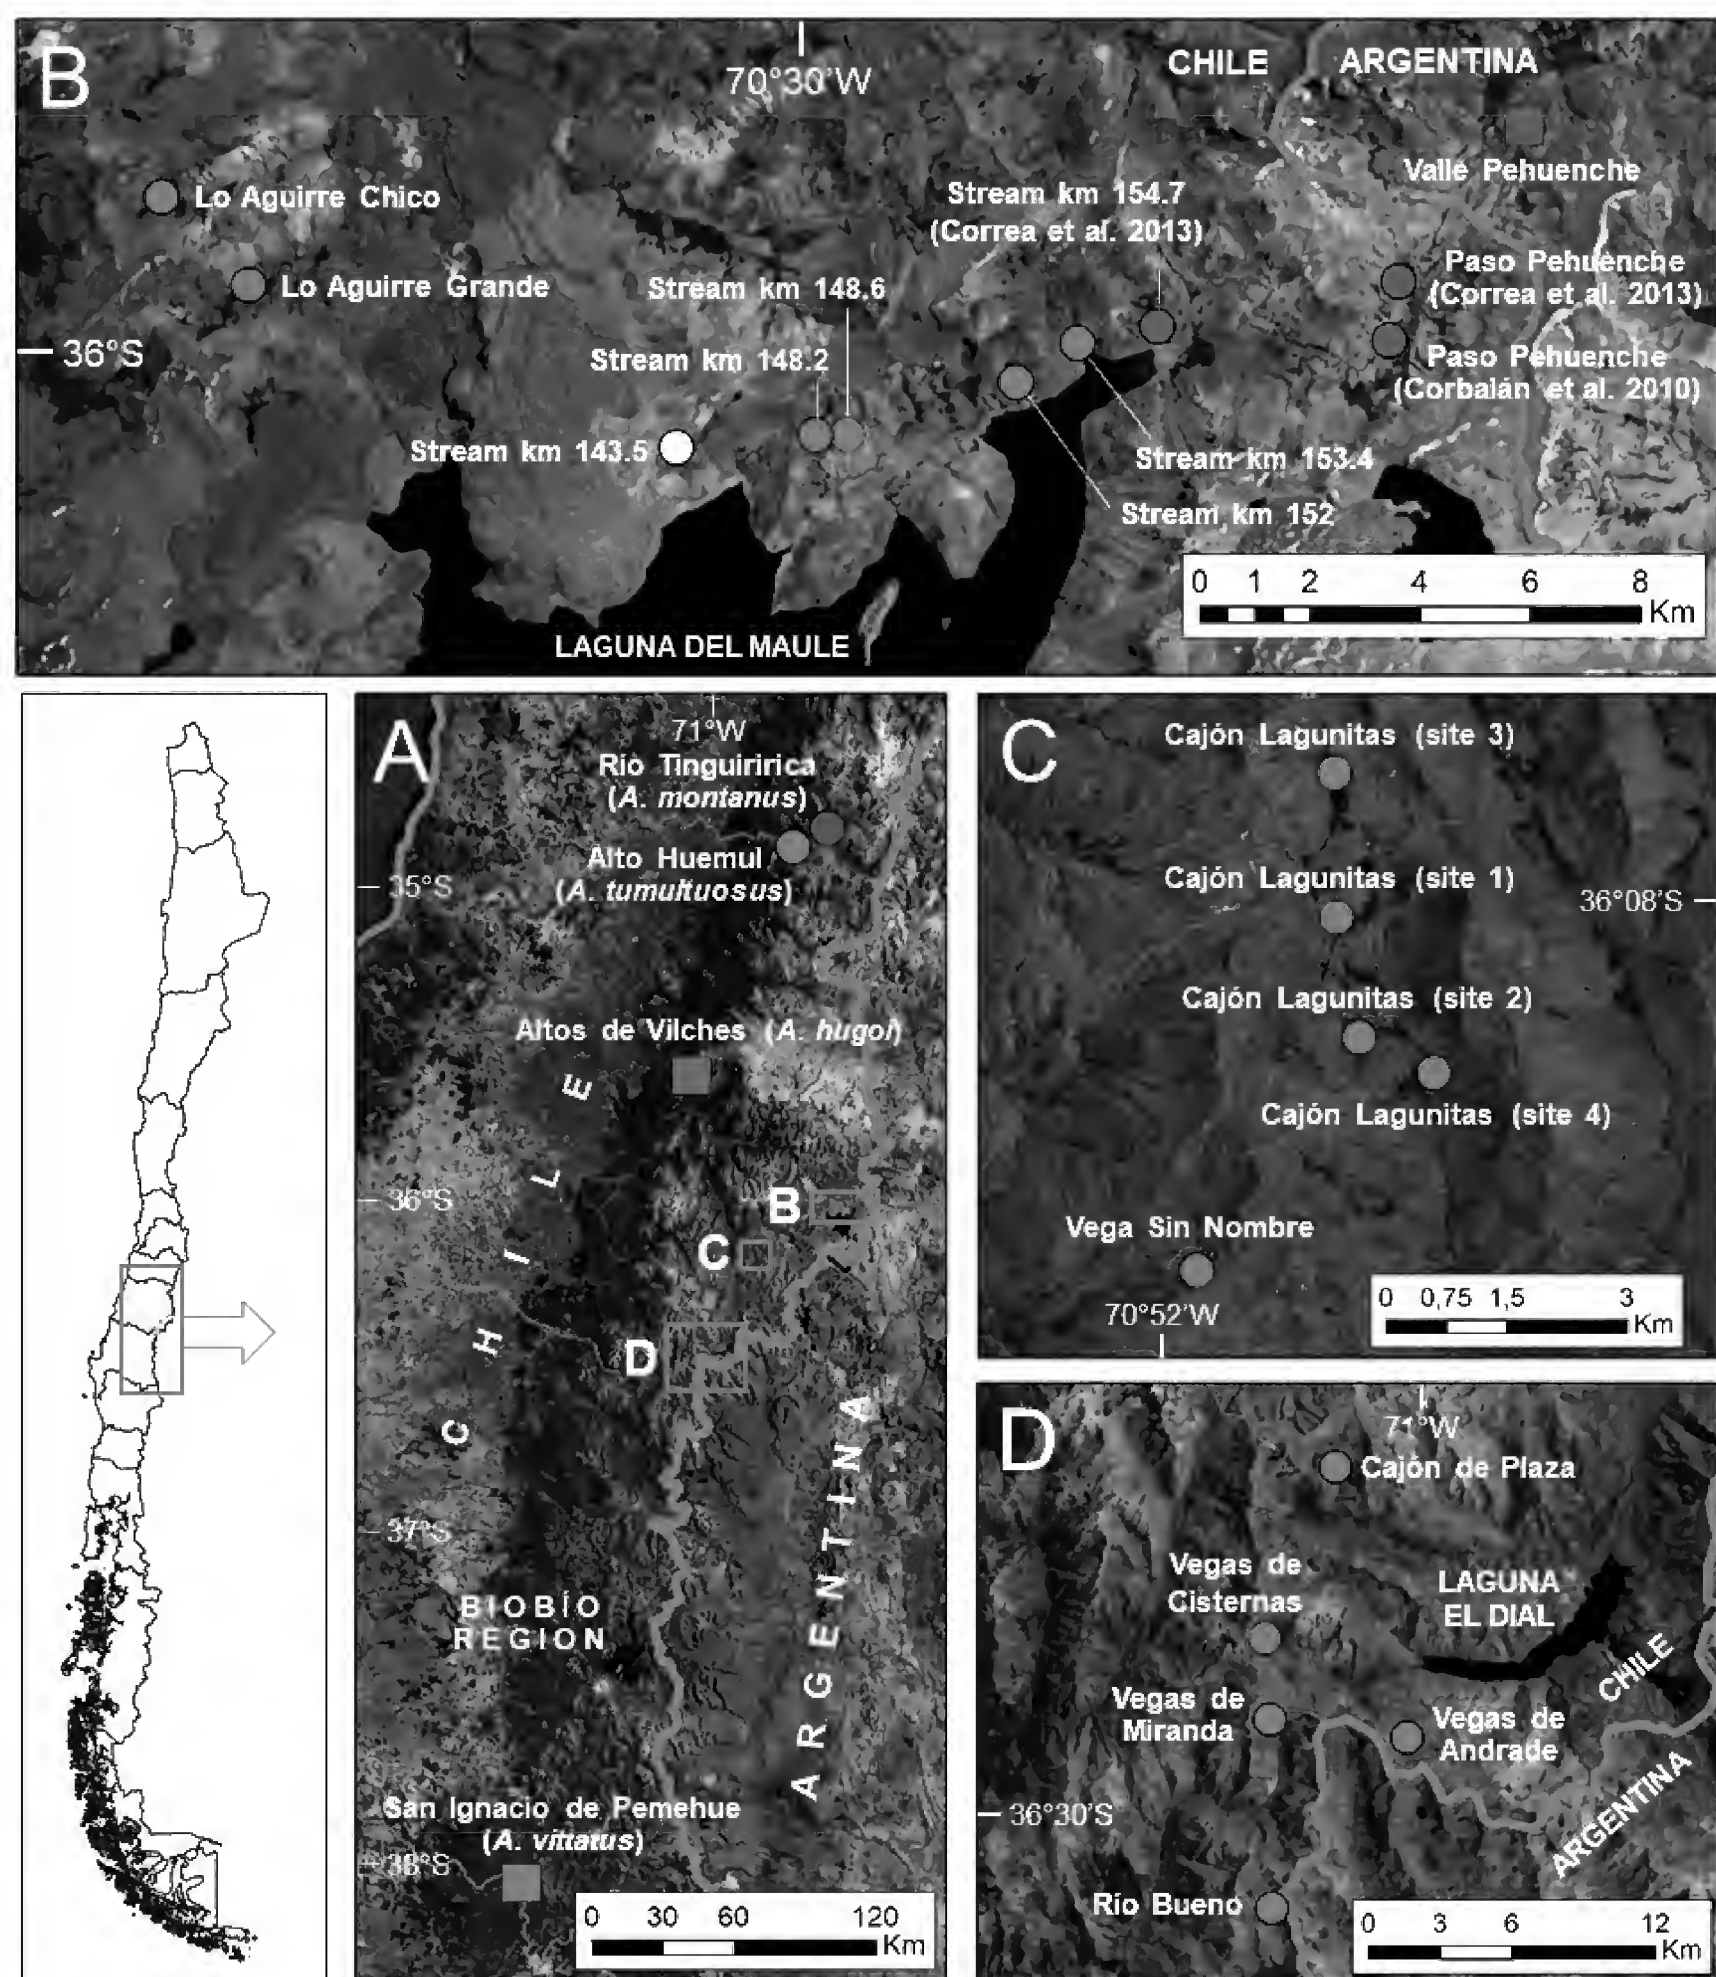 B
70°30'W
CHILE
ARGENTINA
Valle Pehuenche
Lo Aguirre Chico
Stream km 154.7
(Correa et al. 2013)
Lo Aguirre Grande
Stream km 148.6
Paso Pehuenche
(Correa et al. 2013)
36°S
Stream km 148.2
Paso Pehuenche
(Corbalán et al. 2010)
Stream km 143.5
Stream km 153.4
Stream km 152
0 1 2 4 6 8
Km
LAGUNA DEL MAULE
A
71°W
Río Tinguiririca
(A. montanus)
Alto Huemul
(A. tumultuosus)
35°S
Altos de Vilches (A. hugoi)
CHILE
36°S
B
C
D
ARGENTINA
37°S
BIOBÍO
REGION
San Ignacio de Pemehue
(A. vittatus)
38°S
0 30 60 120
Km
C
Cajón Lagunitas (site 3)
Cajón Lagunitas (site 1)
36°08'S
Cajón Lagunitas (site 2)
Cajón Lagunitas (site 4)
Vega Sin Nombre
70°52'W
0 0,75 1,5 3
Km
D
71°W
Cajón de Plaza
Vegas de
Cisternas
LAGUNA
EL DIAL
CHILE
Vegas de
Miranda
Vegas de
Andrade
36°30'S
ARGENTINA
Río Bueno
0 3 6 12
Km